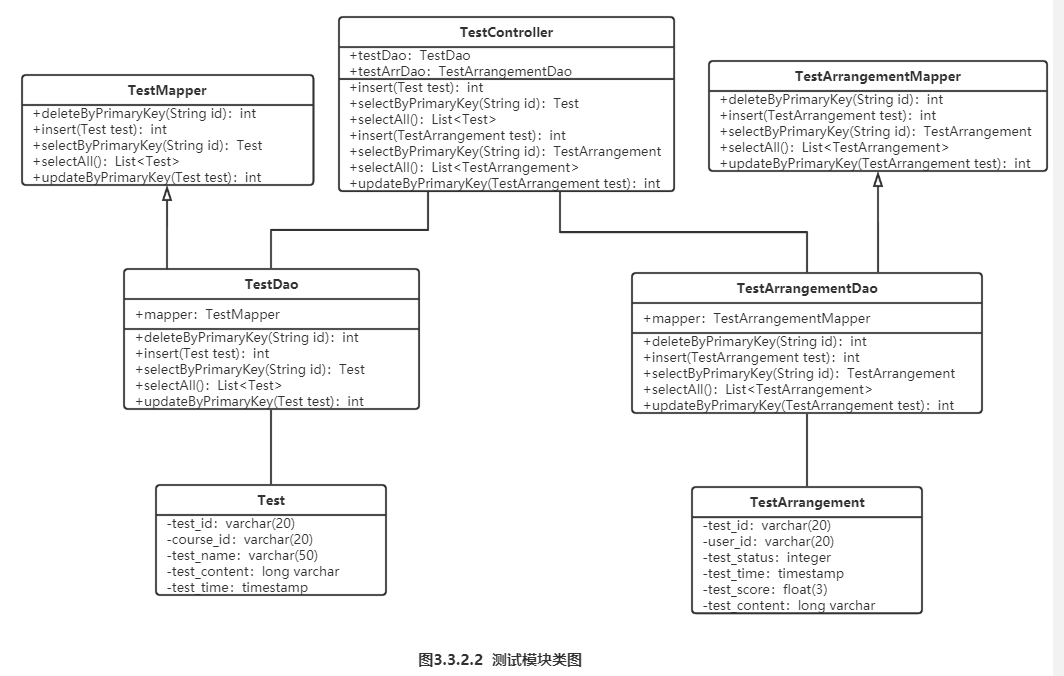 TestController
+testDao：TestDao
+testArrDao：TestArrangementDao
+insert(Test test)：int
+selectByPrimaryKey(String id)：Test
+selectAll()：List<Test>
+insert(TestArrangement test)：int
+selectByPrimaryKey(String id)：TestArrangement
+selectAll()：List<TestArrangement>
+updateByPrimaryKey(TestArrangement test)：int
TestMapper
+deleteByPrimaryKey(String id)：int
+insert(Test test)：int
+selectByPrimaryKey(String id)：Test
+selectAll()：List<Test>
+updateByPrimaryKey(Test test)：int
TestArrangementMapper
+deleteByPrimaryKey(String id)：int
+insert(TestArrangement test)：int
+selectByPrimaryKey(String id)：TestArrangement
+selectAll()：List<TestArrangement>
+updateByPrimaryKey(TestArrangement test)：int
TestDao
+mapper：TestMapper
+deleteByPrimaryKey(String id)：int
+insert(Test test)：int
+selectByPrimaryKey(String id)：Test
+selectAll()：List<Test>
+updateByPrimaryKey(Test test)：int
TestArrangementDao
+mapper：TestArrangementMapper
+deleteByPrimaryKey(String id)：int
+insert(TestArrangement test)：int
+selectByPrimaryKey(String id)：TestArrangement
+selectAll()：List<TestArrangement>
+updateByPrimaryKey(TestArrangement test)：int
Test
-test_id：varchar(20)
-course_id：varchar(20)
-test_name：varchar(50)
-test_content：long varchar
-test_time：timestamp
TestArrangement
-test_id：varchar(20)
-user_id：varchar(20)
-test_status：integer
-test_time：timestamp
-test_score：float(3)
-test_content：long varchar
图3.3.2.2 测试模块类图